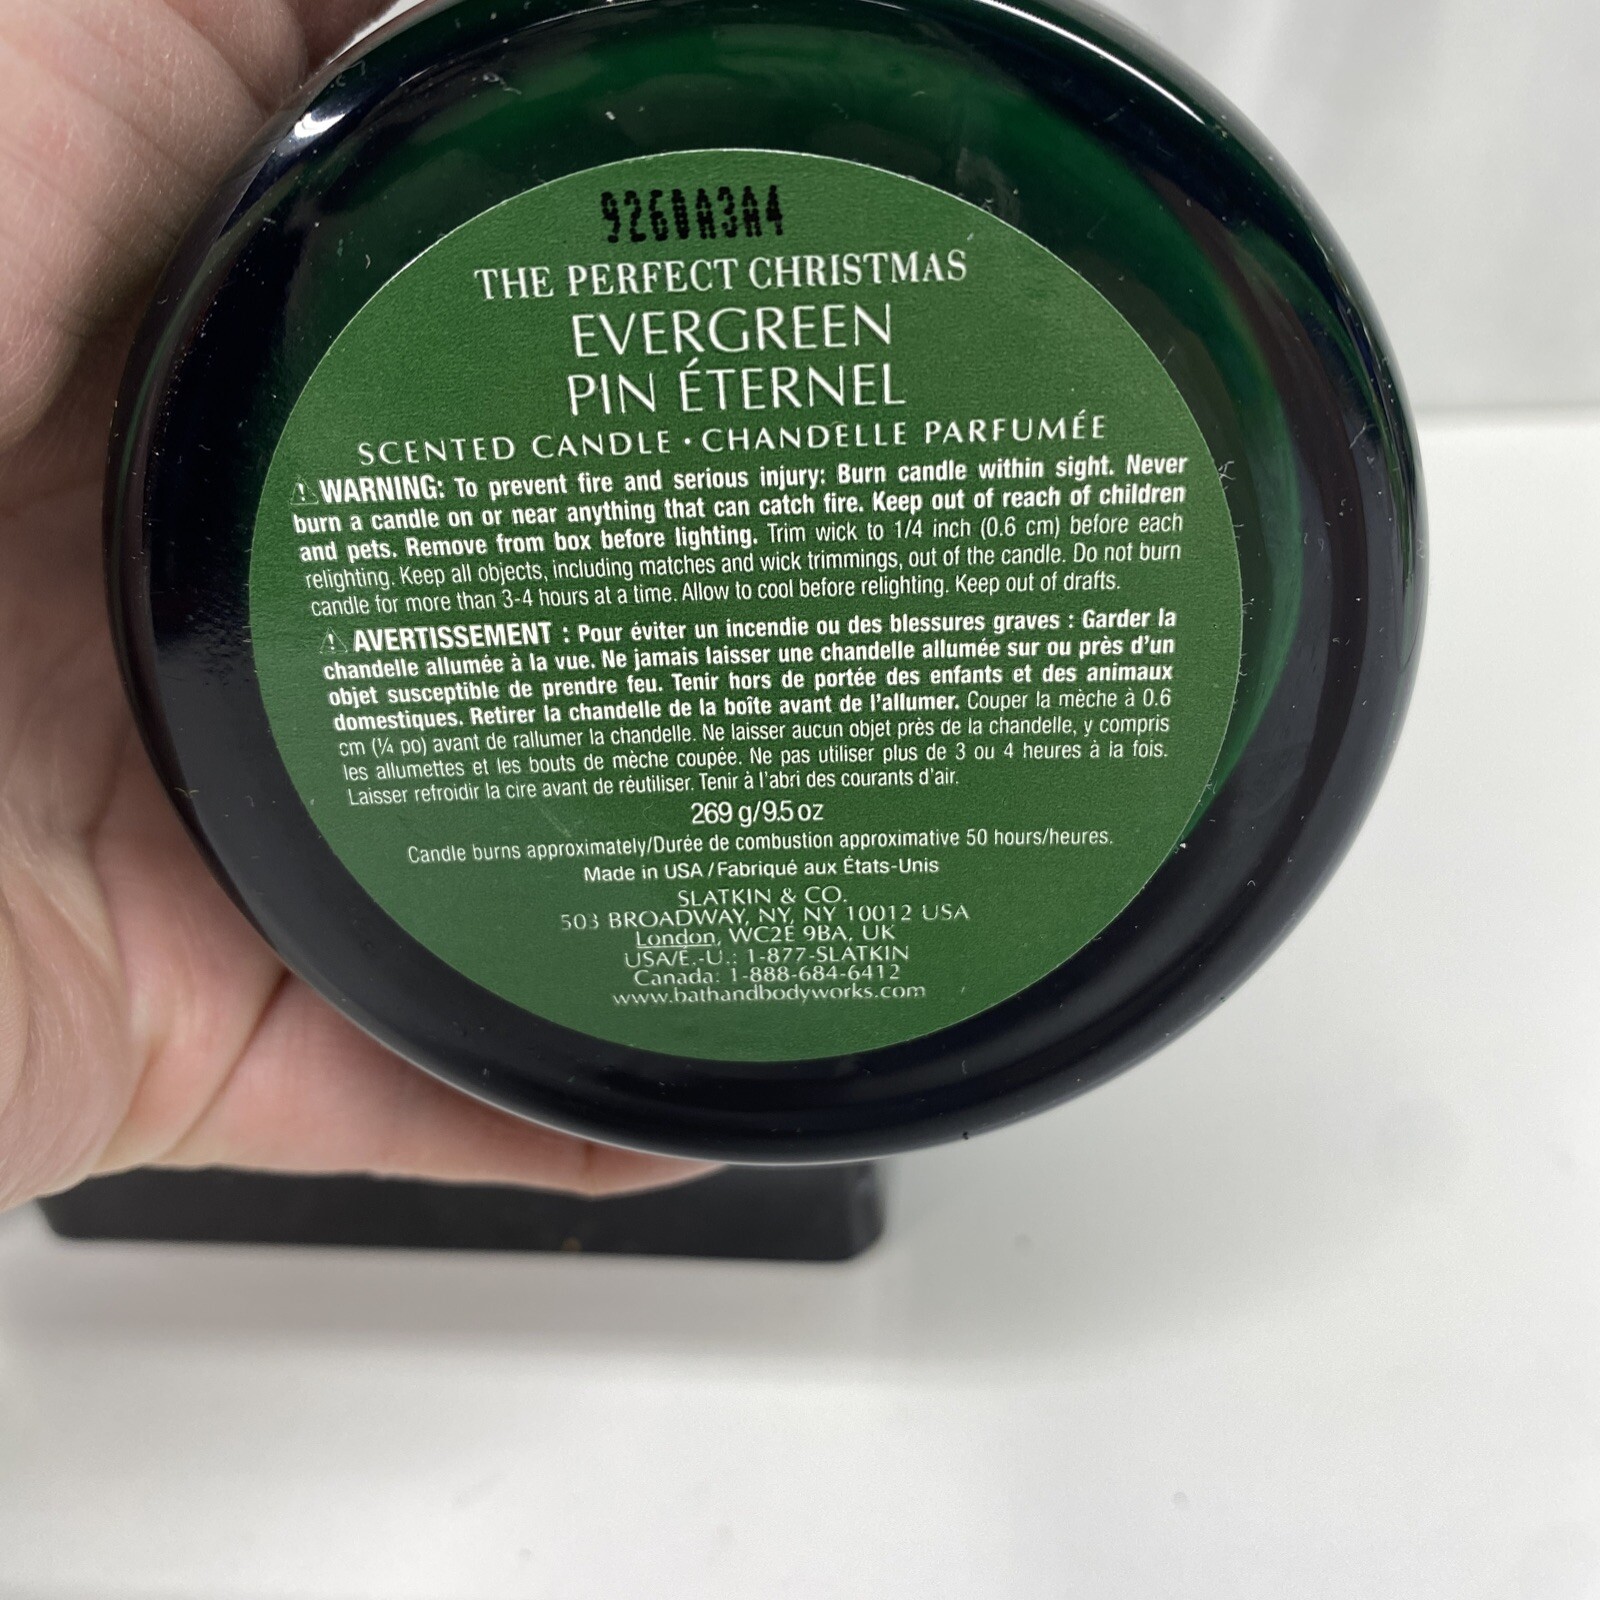 9260A3A4
THE PERFECT CHRISTMAS
EVERGREEN
PIN ÉTERNEL
SCENTED CANDLE • CHANDELLE PARFUMÉE
⚠ WARNING: To prevent fire and serious injury: Burn candle within sight. Never
burn a candle on or near anything that can catch fire. Keep out of reach of children
and pets. Remove from box before lighting. Trim wick to 1/4 inch (0.6 cm) before each
relighting. Keep all objects, including matches and wick trimmings, out of the candle. Do not burn
candle for more than 3-4 hours at a time. Allow to cool before relighting. Keep out of drafts.
⚠ AVERTISSEMENT : Pour éviter un incendie ou des blessures graves : Garder la
chandelle allumée à la vue. Ne jamais laisser une chandelle allumée sur ou près d'un
objet susceptible de prendre feu. Tenir hors de portée des enfants et des animaux
domestiques. Retirer la chandelle de la boîte avant de l'allumer. Couper la mèche à 0.6
cm (¼ po) avant de rallumer la chandelle. Ne laisser aucun objet près de la chandelle, y compris
les allumettes et les bouts de mèche coupée. Ne pas utiliser plus de 3 ou 4 heures à la fois.
Laisser refroidir la cire avant de réutiliser. Tenir à l'abri des courants d'air.
269 g/9.5 oz
Candle burns approximately/Durée de combustion approximative 50 hours/heures.
Made in USA / Fabriqué aux États-Unis
SLATKIN & CO.
503 BROADWAY, NY, NY 10012 USA
London, WC2E 9BA, UK
USA/É.-U.: 1-877-SLATKIN
Canada: 1-888-684-6412
www.bathandbodyworks.com